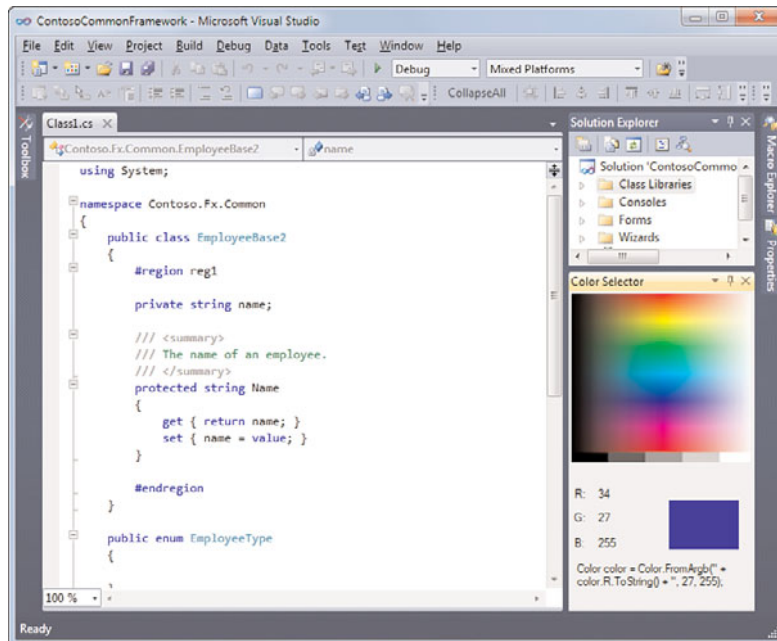 ContosoCommonFramework - Microsoft Visual Studio
File Edit View Project Build Debug Data Tools Test Window Help
Debug Mixed Platforms
CollapseAll
Toolbox
Class1.cs
Contoso.Fx.Common.EmployeeBase2 name
using System;
namespace Contoso.Fx.Common
{
public class EmployeeBase2
{
#region reg1
private string name;
/// <summary>
/// The name of an employee.
/// </summary>
protected string Name
{
get { return name; }
set { name = value; }
}
#endregion
}
public enum EmployeeType
{
}
100 %
Solution Explorer
Solution 'ContosoCommo
Class Libraries
Consoles
Forms
Wizards
Color Selector
R: 34
G: 27
B: 255
Color color = Color.FromArgb(" +
color.R.ToString() + ", 27, 255);
Macro Explorer
Properties
Ready